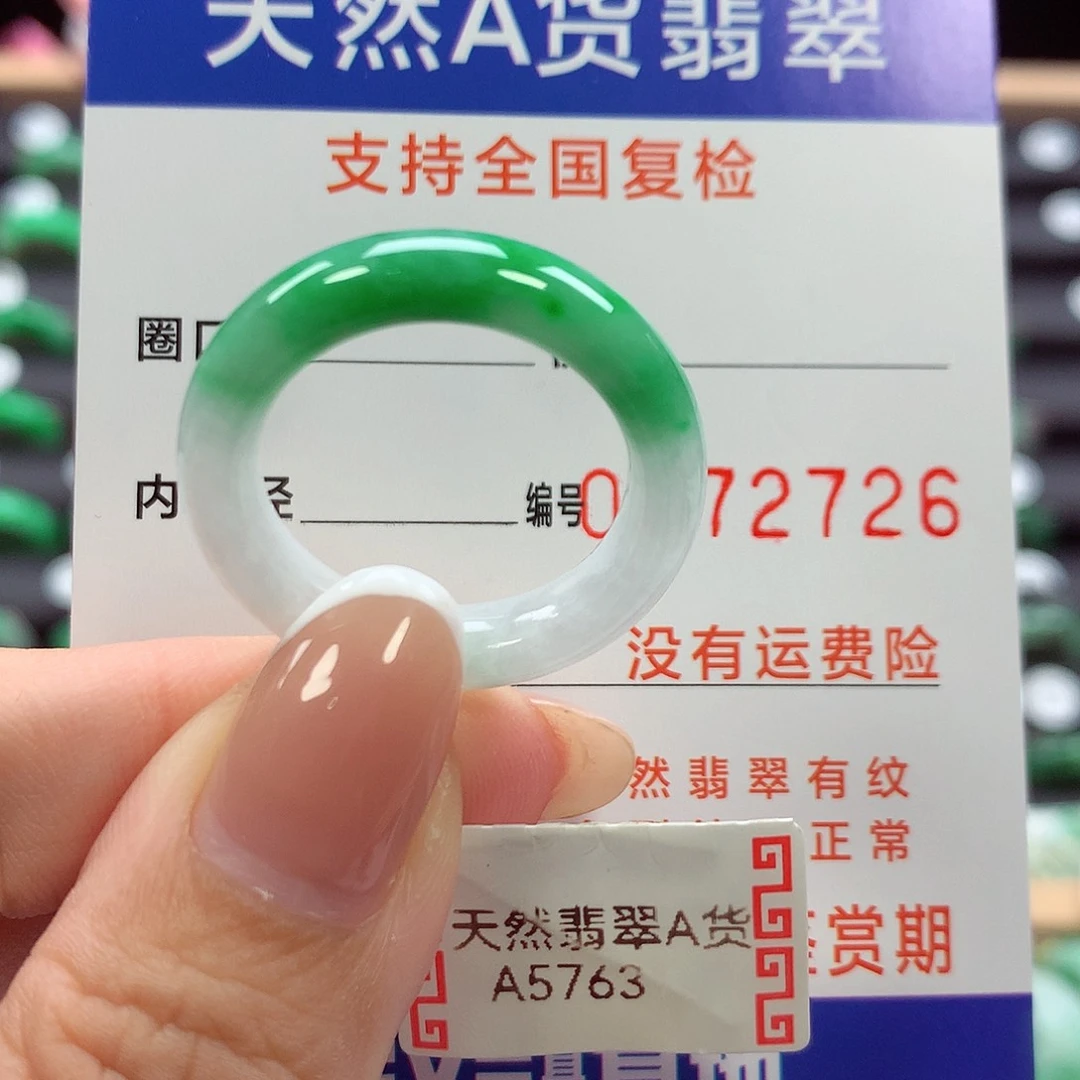 天然A货翡翠
支持全国复检
圈口
内径 编号0 72726
没有运费险
然翡翠有纹
正常
赏期
天然翡翠A货
A5763